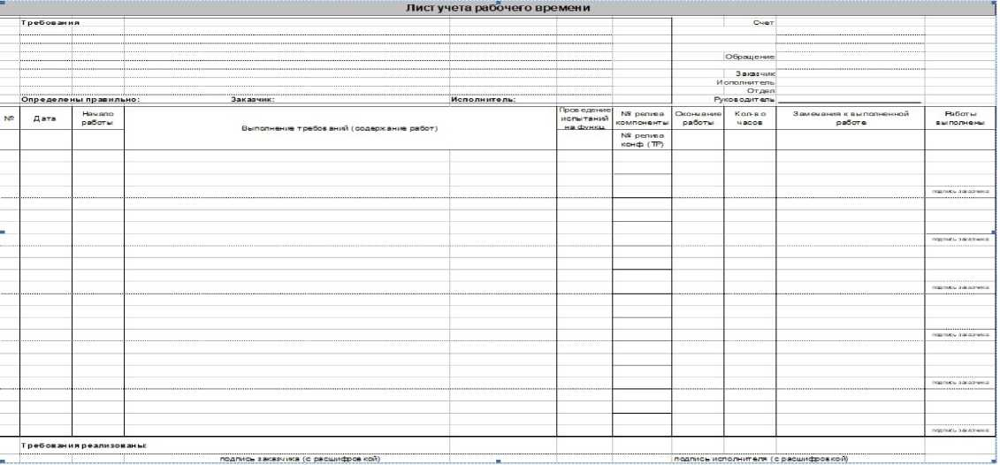 Лист учета рабочего времени
Требования
Счет
Обращение
Заказчик
Исполнитель
Отдел
Определены правильно: Заказчик: Исполнитель: Руководитель
№ Дата Начало работы Выполнение требований (содержание работ) Проведение испытаний на функц. № релиза компоненты Окончание работы Кол-во часов Замечания к выполненной работе Работы выполнены
№ релиза конф (ТР)
подпись заказчика
подпись заказчика
подпись заказчика
подпись заказчика
подпись заказчика
подпись заказчика
Требования реализованы:
подпись заказчика (с расшифровкой) подпись исполнителя (с расшифровкой)